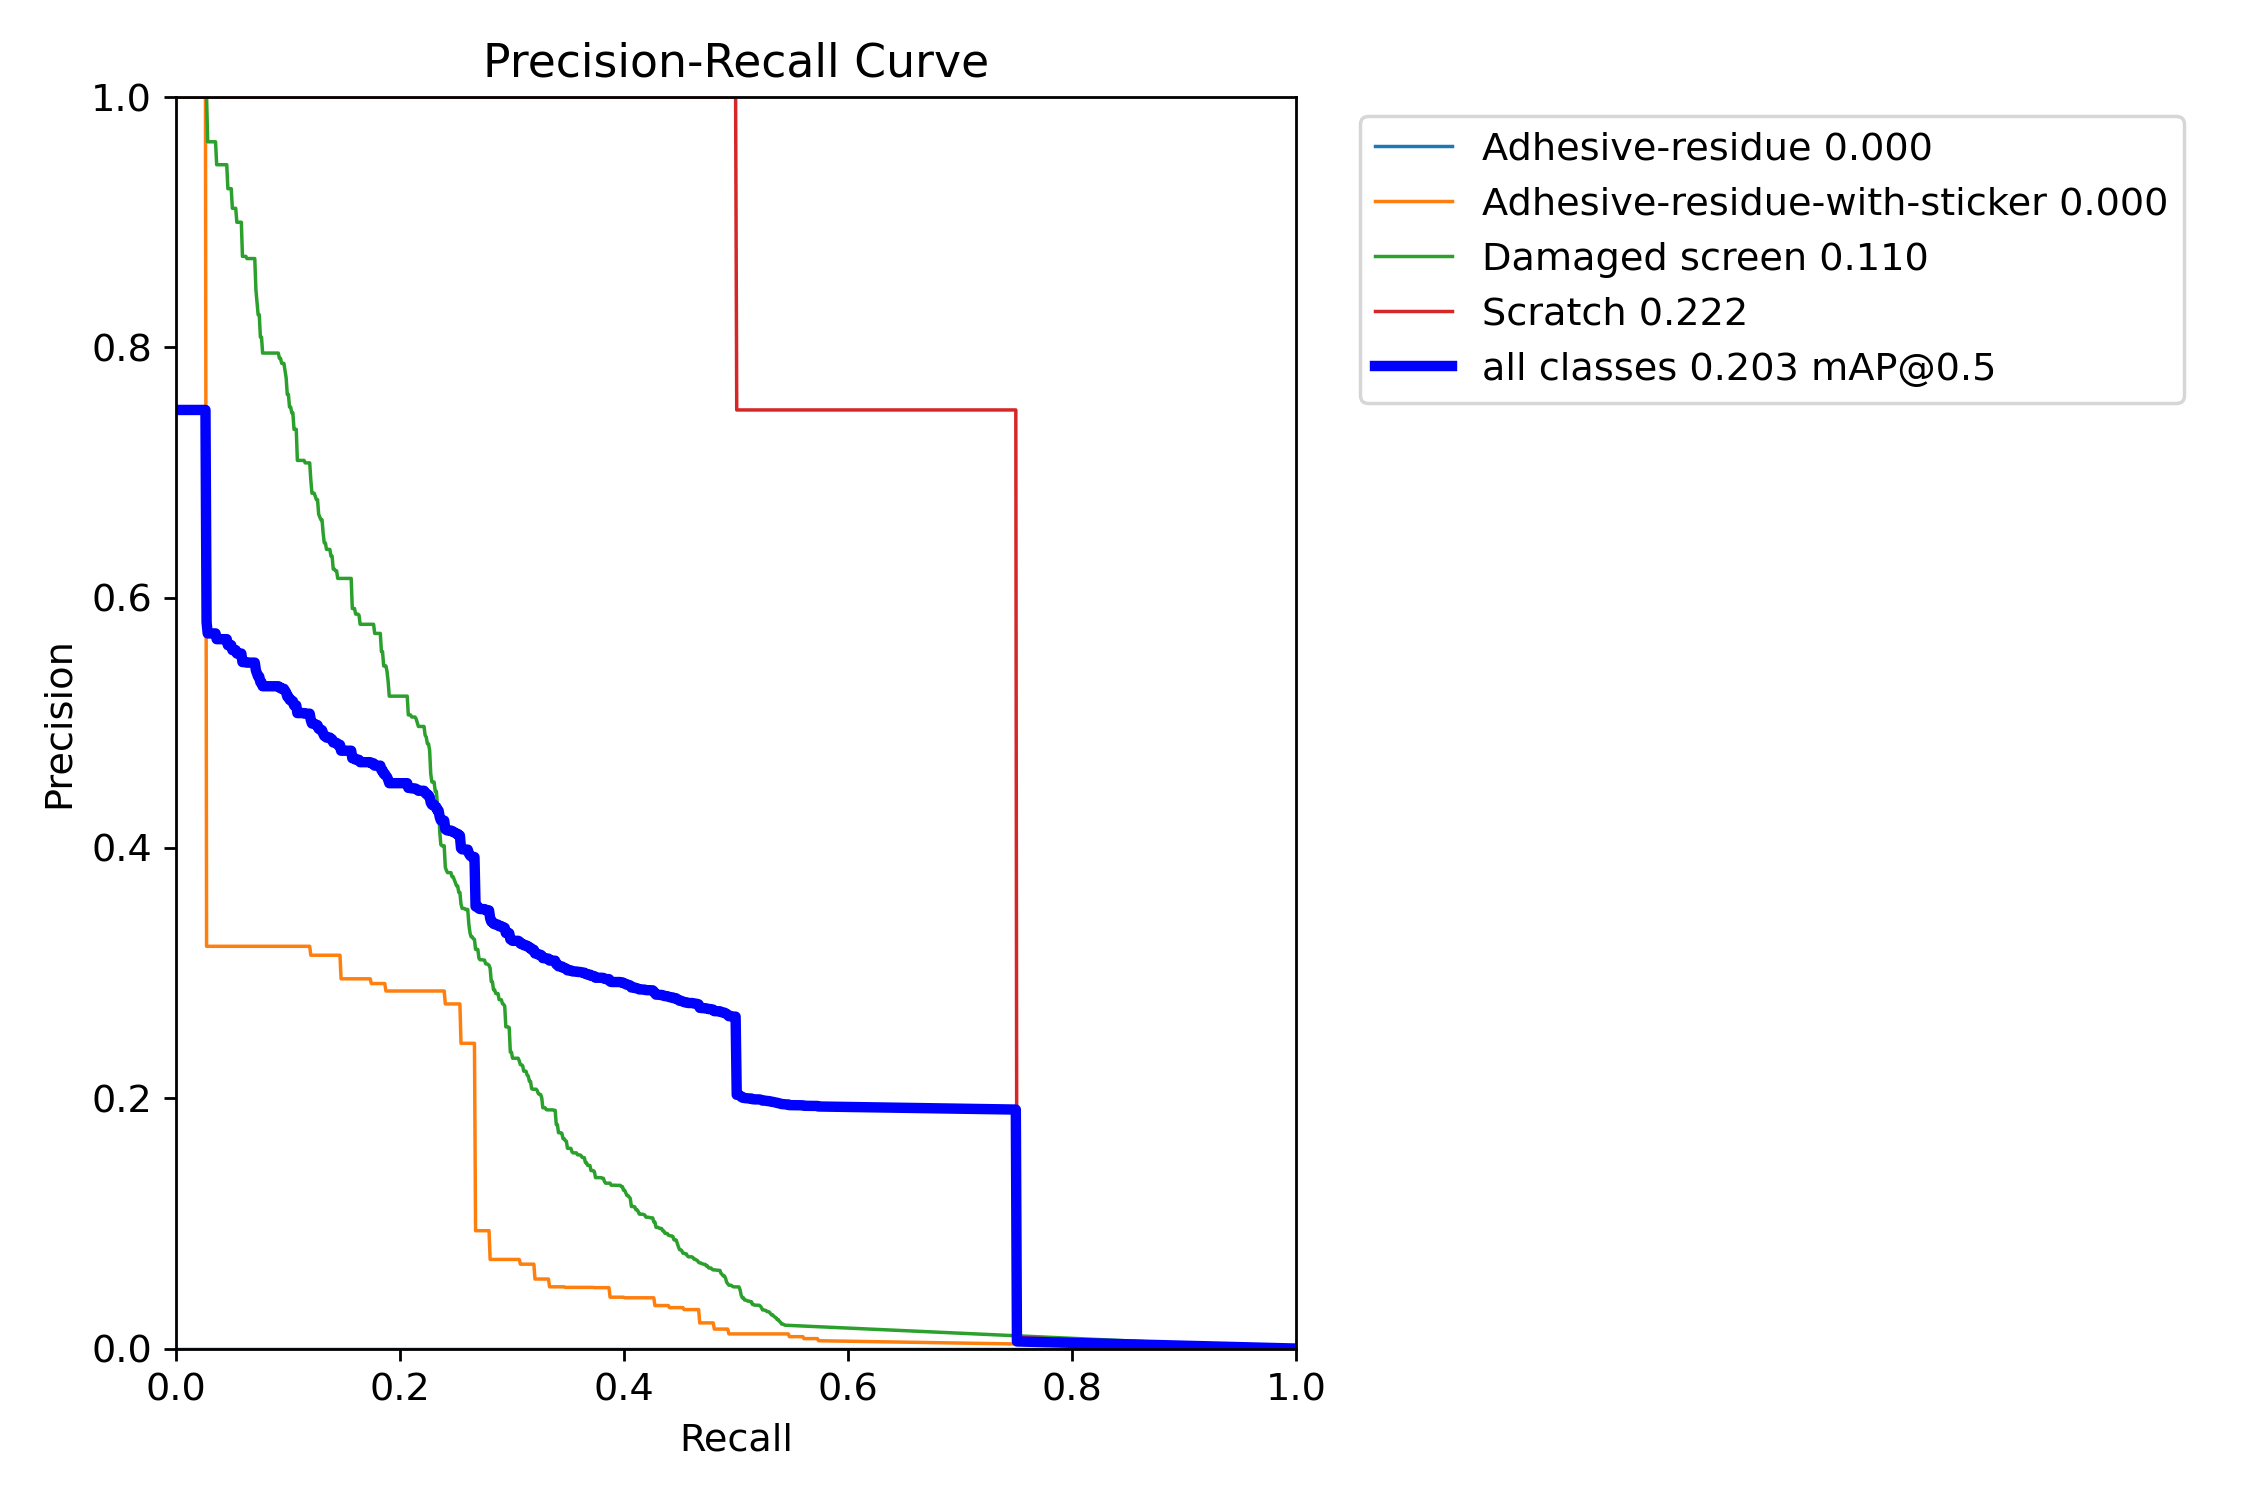 Precision-Recall Curve
1.0
0.8
0.6
0.4
0.2
0.0
Precision
0.0 0.2 0.4 0.6 0.8 1.0
Recall
Adhesive-residue 0.000
Adhesive-residue-with-sticker 0.000
Damaged screen 0.110
Scratch 0.222
all classes 0.203 mAP@0.5